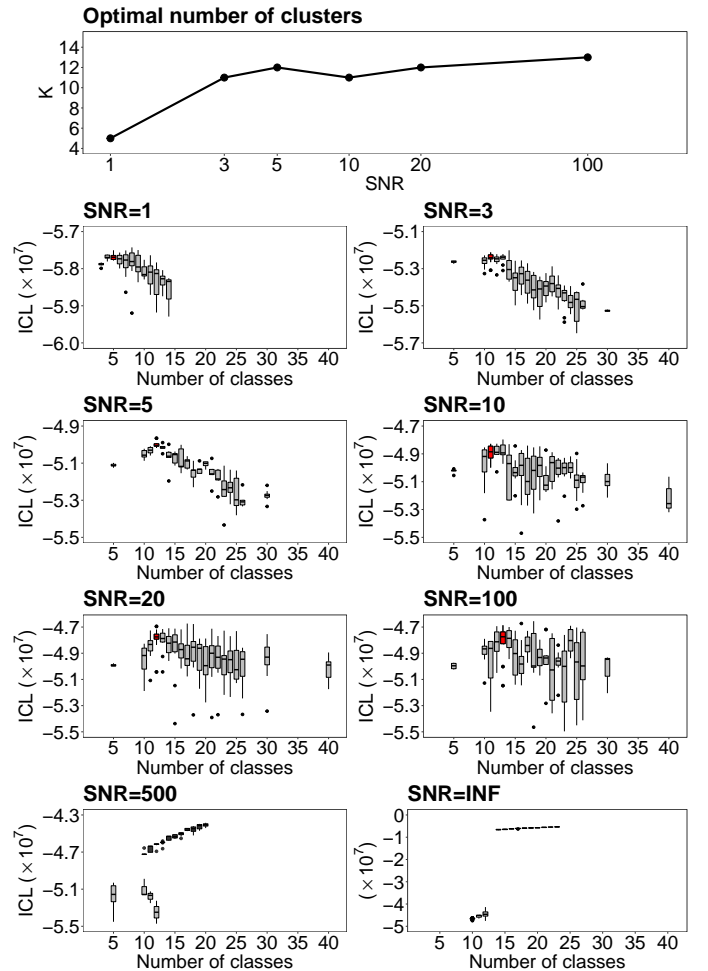 Optimal number of clusters
14
12
10
8
6
4
K
1 3 5 10 20 100
SNR
SNR=1
−5.7
−5.8
−5.9
−6.0
ICL (×10⁷)
0 5 10 15 20 25 30 35 40
Number of classes
SNR=3
−5.1
−5.3
−5.5
−5.7
ICL (×10⁷)
5 10 15 20 25 30 35 40
Number of classes
SNR=5
−4.9
−5.1
−5.3
−5.5
ICL (×10⁷)
5 10 15 20 25 30 35 40
Number of classes
SNR=10
−4.7
−4.9
−5.1
−5.3
−5.5
ICL (×10⁷)
5 10 15 20 25 30 35 40
Number of classes
SNR=20
−4.7
−4.9
−5.1
−5.3
−5.5
ICL (×10⁷)
5 10 15 20 25 30 35 40
Number of classes
SNR=100
−4.7
−4.9
−5.1
−5.3
−5.5
ICL (×10⁷)
5 10 15 20 25 30 35 40
Number of classes
SNR=500
−4.3
−4.7
−5.1
−5.5
ICL (×10⁷)
5 10 15 20 25 30 35 40
Number of classes
SNR=INF
0
−1
−2
−3
−4
−5
(×10⁷)
5 10 15 20 25 30 35 40
Number of classes